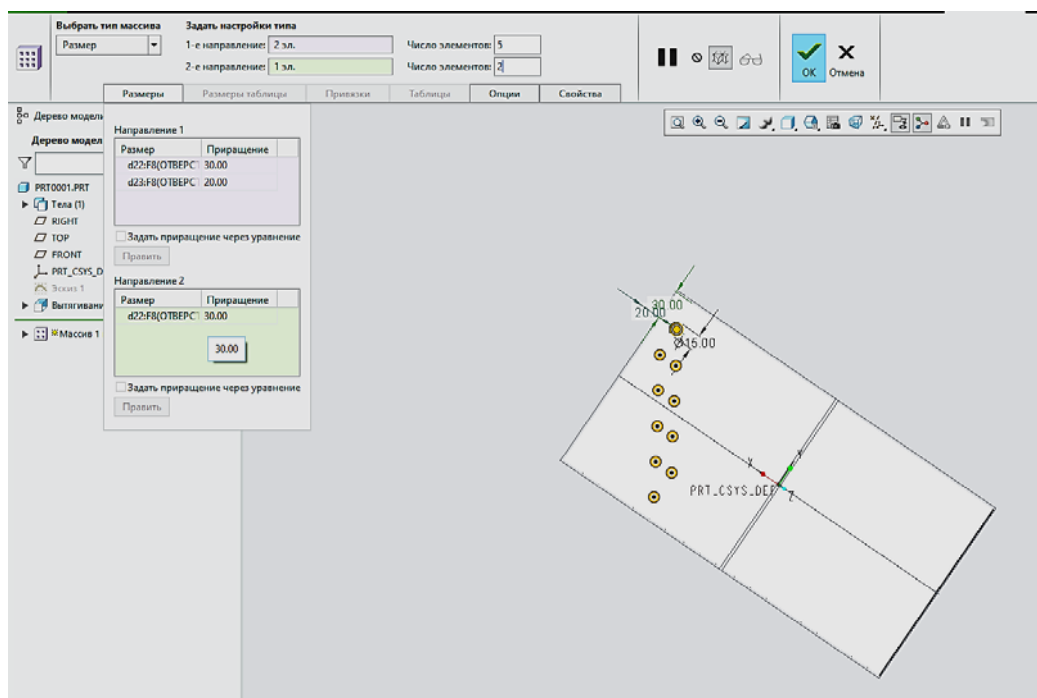 Выбрать тип массива
Задать настройки типа
Размер
1-е направление: 2 эл.
Число элементов: 5
2-е направление: 1 эл.
Число элементов: 2
ОК
Отмена
Размеры
Размеры таблицы
Привязки
Таблицы
Опции
Свойства
Дерево модели
Дерево модел
PRT0001.PRT
Тела (1)
RIGHT
TOP
FRONT
PRT_CSYS_D
Эскиз 1
Вытягивани
Массив 1
Направление 1
Размер Приращение
d22:F8(ОТВЕРС 30.00
d23:F8(ОТВЕРС 20.00
Задать приращение через уравнение
Править
Направление 2
Размер Приращение
d22:F8(ОТВЕРС 30.00
30.00
Задать приращение через уравнение
Править
30.00
20.00
Ø15.00
X
Y
Z
PRT_CSYS_DEF